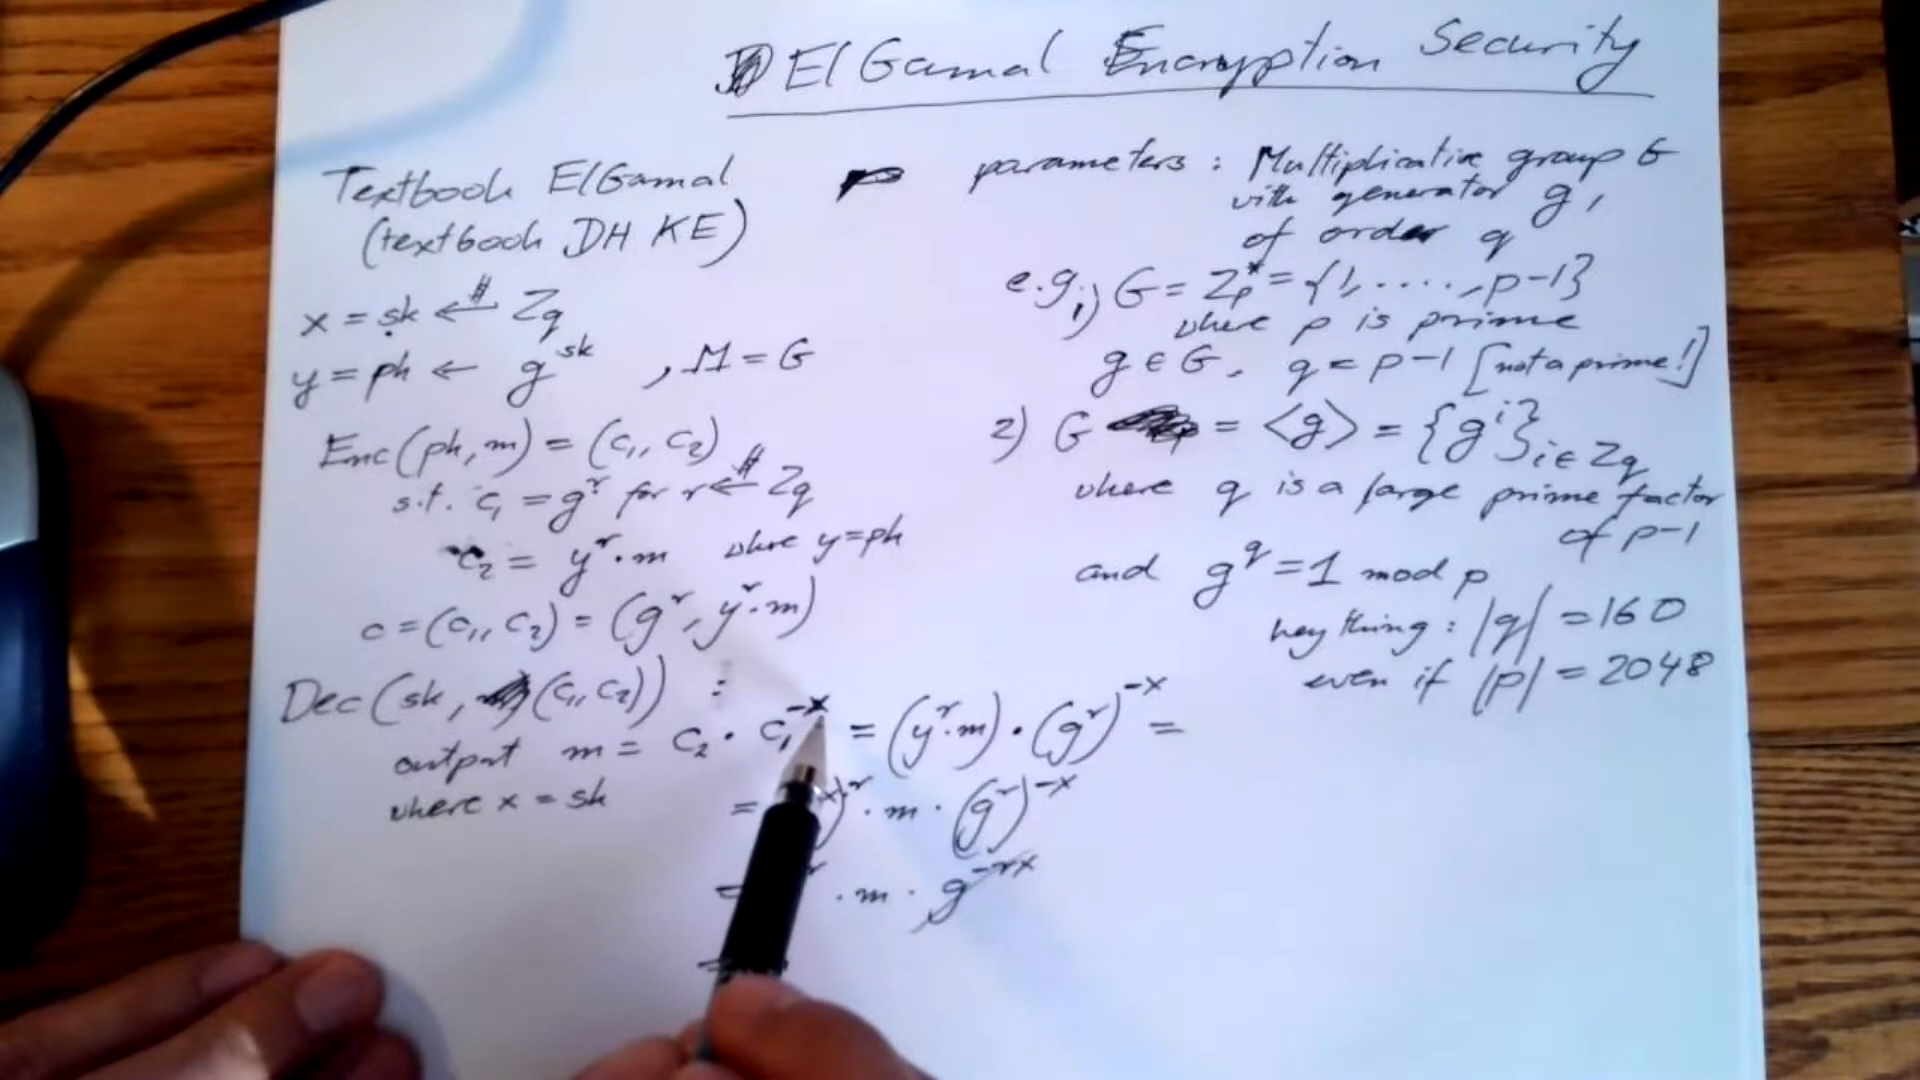 ElGamal Encryption Security
Textbook ElGamal
(textbook DH KE)
x = sk ←$ Zq
y = pk ← g^sk , M = G
Enc(pk, m) = (c₁, c₂)
s.t. c₁ = g^r for r ←$ Zq
c₂ = y^r · m where y = pk
c = (c₁, c₂) = (g^r, y^r · m)
Dec(sk, (c₁, c₂)) :
output m = c₂ · c₁^-x = (y^r · m) · (g^r)^-x =
where x = sk
= x)^r · m · (g^r)^-x
= r · m · g^-rx
=
parameters : Multiplicative group G
with generator g,
of order q
e.g. 1) G = Zp* = {1, ...., p-1}
where p is prime
g ∈ G, q = p-1 [not a prime!]
2) G = <g> = {g^i} i ∈ Zq
where q is a large prime factor
of p-1
and g^q = 1 mod p
key thing : |q| = 160
even if |p| = 2048